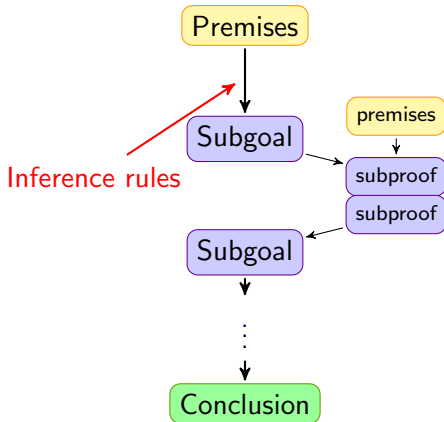 Premises
premises
Subgoal
Inference rules
subproof
subproof
Subgoal
⋮
Conclusion